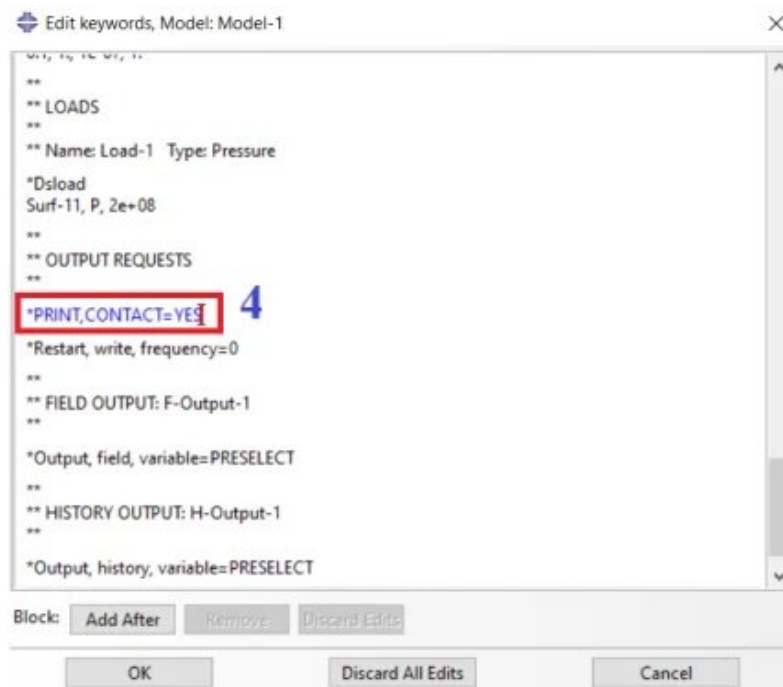 Edit keywords, Model: Model-1
**
** LOADS
**
** Name: Load-1 Type: Pressure
*Dsload
Surf-11, P, 2e+08
**
** OUTPUT REQUESTS
**
*PRINT,CONTACT=YES
4
*Restart, write, frequency=0
**
** FIELD OUTPUT: F-Output-1
**
*Output, field, variable=PRESELECT
**
** HISTORY OUTPUT: H-Output-1
**
*Output, history, variable=PRESELECT
Block: Add After Remove Discard Edits
OK Discard All Edits Cancel